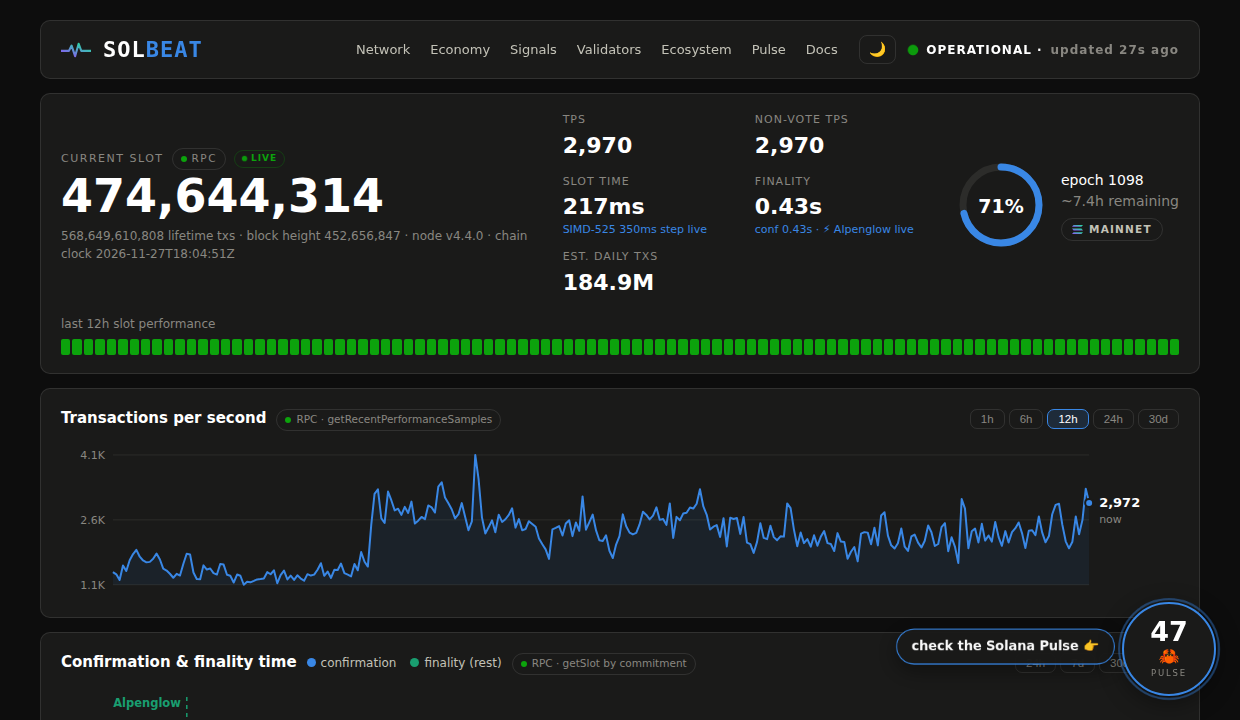 SOLBEAT
Network Economy Signals Validators Ecosystem Pulse Docs
OPERATIONAL · updated 27s ago
CURRENT SLOT RPC LIVE
474,644,314
568,649,610,808 lifetime txs · block height 452,656,847 · node v4.4.0 · chain
clock 2026-11-27T18:04:51Z
TPS
2,970
NON-VOTE TPS
2,970
SLOT TIME
217ms
SIMD-525 350ms step live
FINALITY
0.43s
conf 0.43s · ⚡ Alpenglow live
EST. DAILY TXS
184.9M
71%
epoch 1098
~7.4h remaining
MAINNET
last 12h slot performance
Transactions per second RPC · getRecentPerformanceSamples
1h 6h 12h 24h 30d
4.1K
2.6K
1.1K
2,972
now
Confirmation & finality time confirmation finality (rest) RPC · getSlot by commitment
Alpenglow
check the Solana Pulse 👉
47
🦀
PULSE